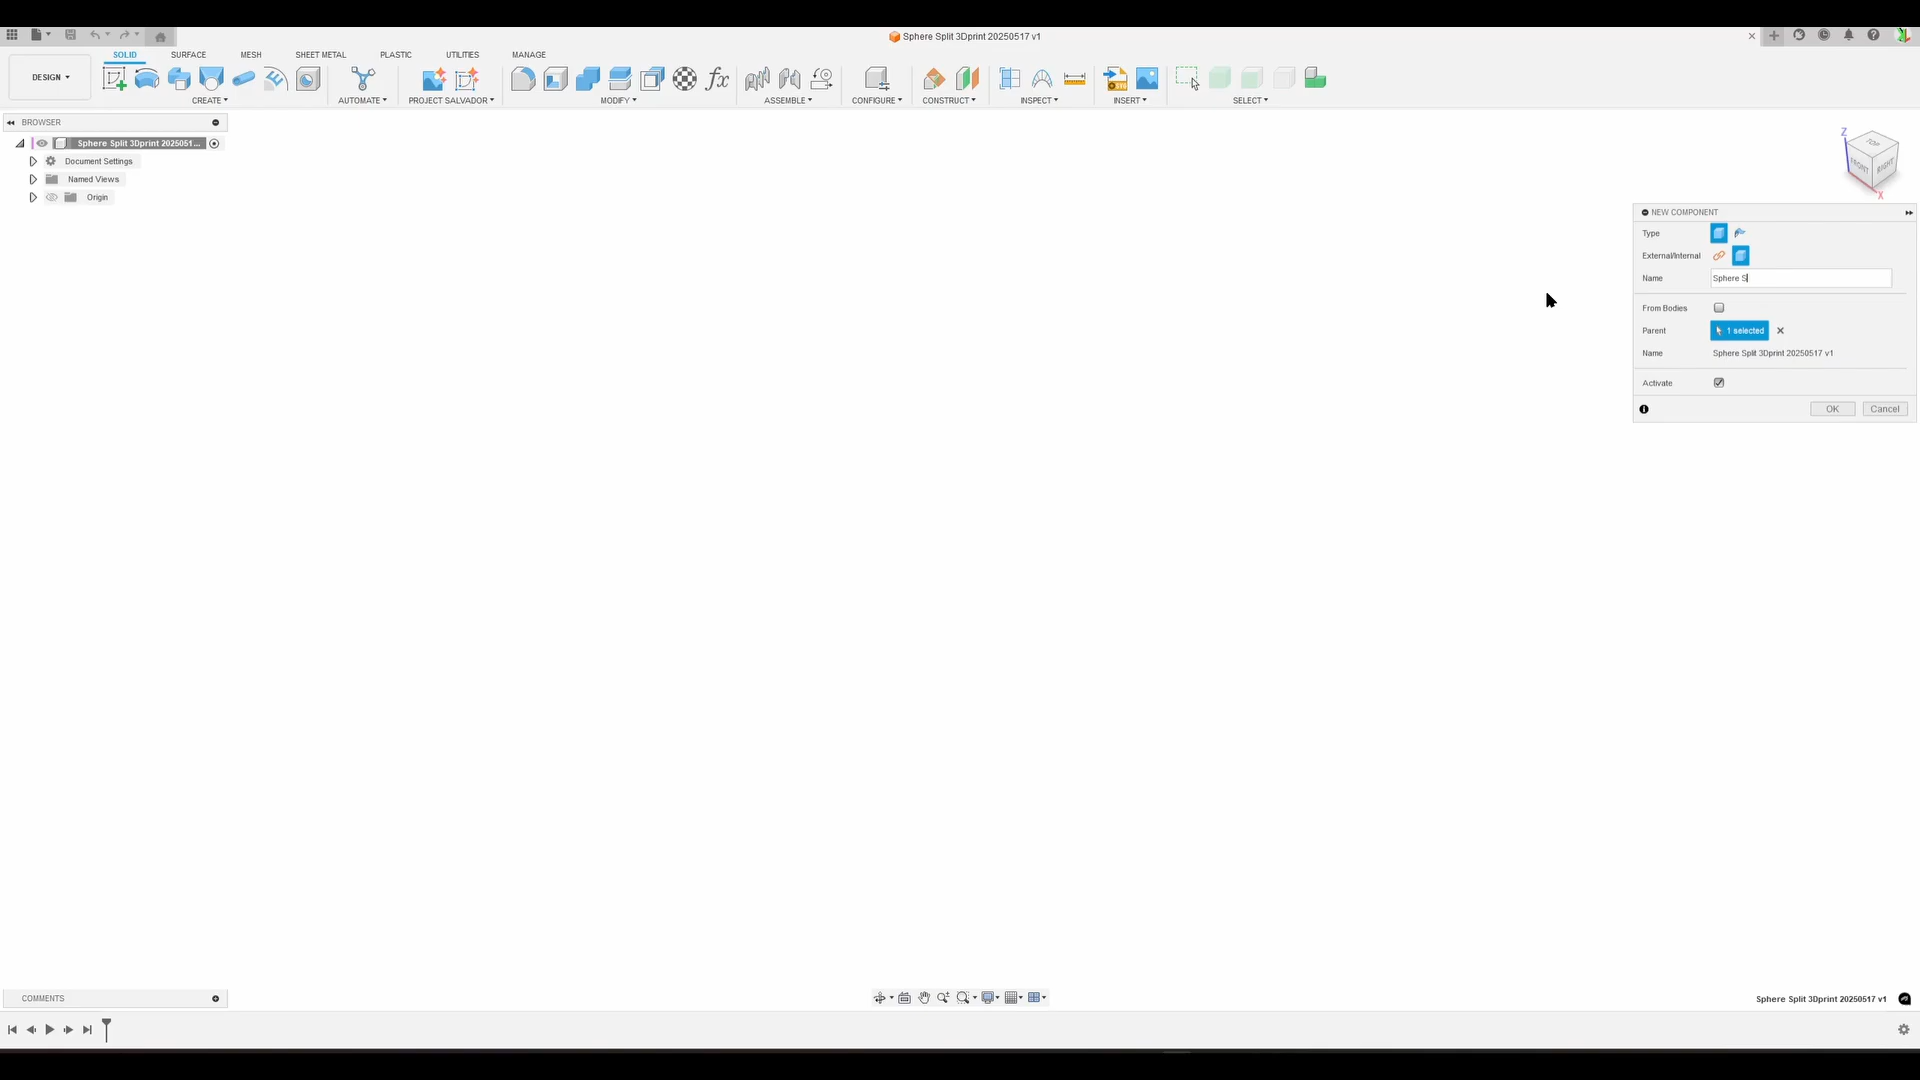 Sphere Split 3Dprint 20250517 v1
SOLID SURFACE MESH SHEET METAL PLASTIC UTILITIES MANAGE
DESIGN
CREATE AUTOMATE PROJECT SALVADOR MODIFY ASSEMBLE CONFIGURE CONSTRUCT INSPECT INSERT SELECT
BROWSER
Sphere Split 3Dprint 2025051...
Document Settings
Named Views
Origin
Z
TOP
FRONT RIGHT
X
NEW COMPONENT
Type
External/Internal
Name Sphere S
From Bodies
Parent 1 selected
Name Sphere Split 3Dprint 20250517 v1
Activate
OK Cancel
COMMENTS
Sphere Split 3Dprint 20250517 v1